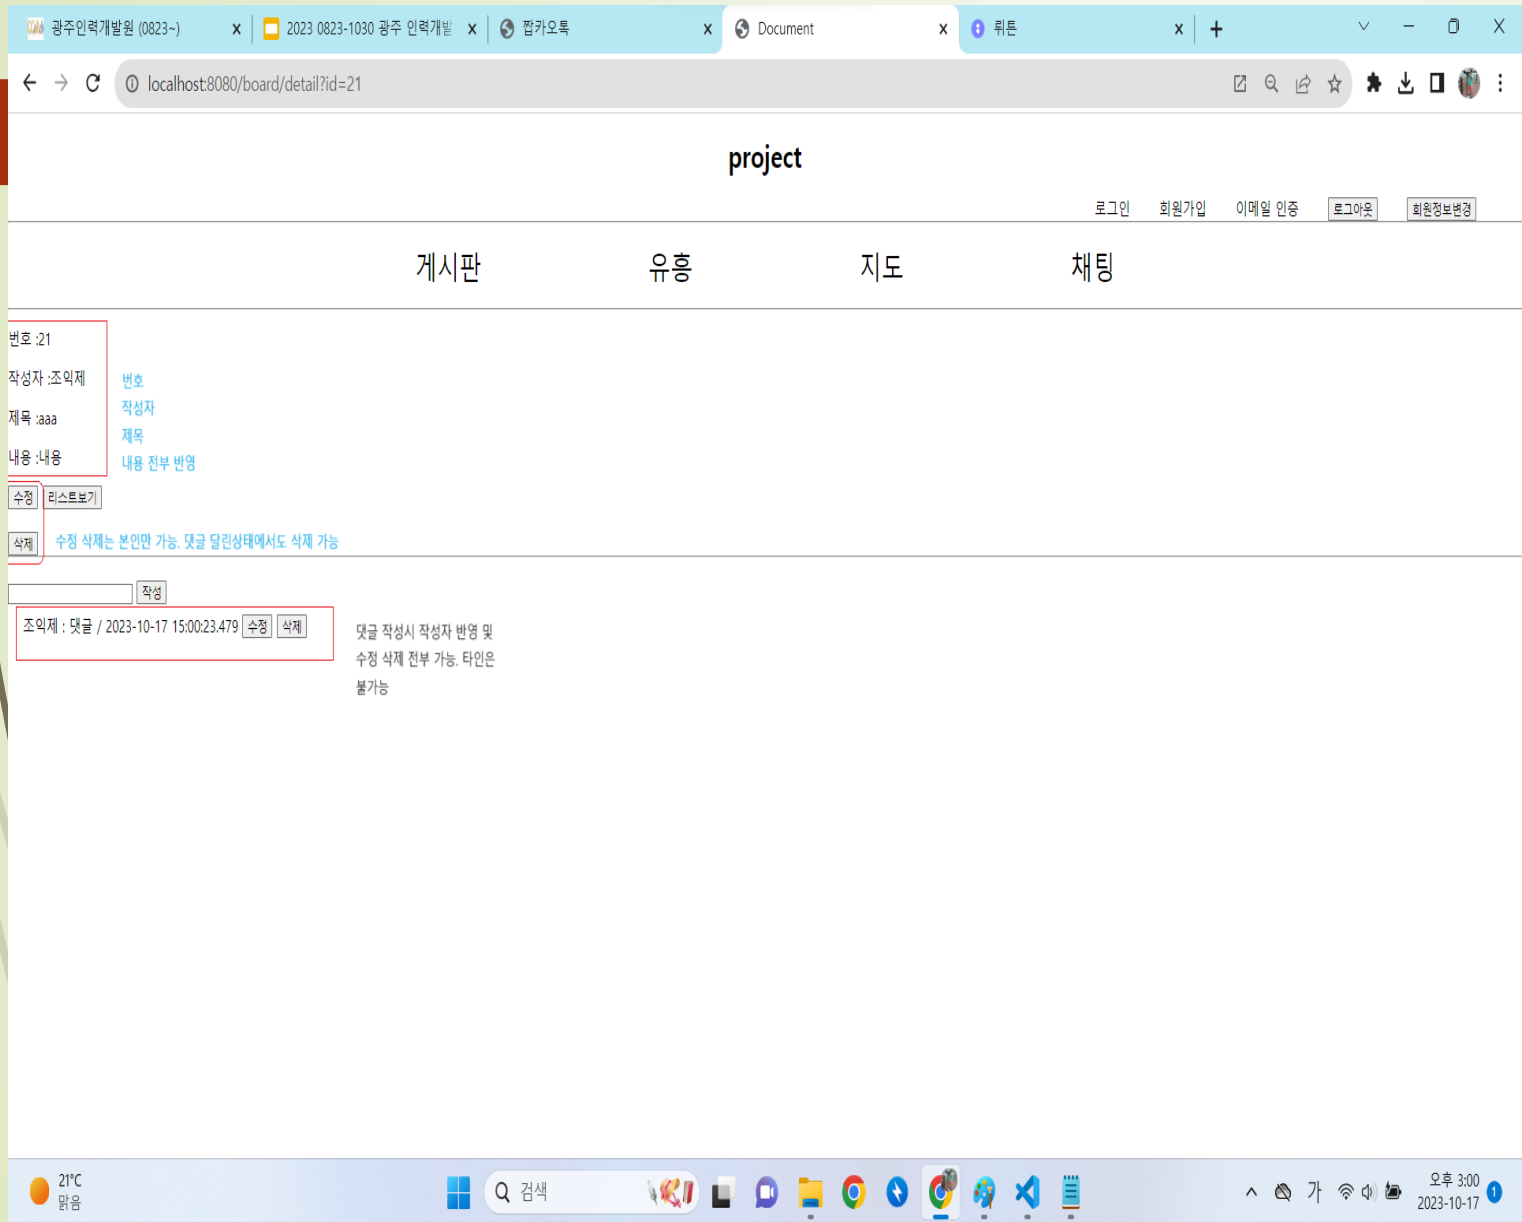 광주인력개발원 (0823~)
2023 0823-1030 광주 인력개발
짭카오톡
Document
뤼튼
localhost:8080/board/detail?id=21
project
로그인 회원가입 이메일 인증 로그아웃 회원정보변경
게시판 유흥 지도 채팅
번호 :21
작성자 :조익제
제목 :aaa
내용 :내용
번호
작성자
제목
내용 전부 반영
수정 리스트보기
삭제
수정 삭제는 본인만 가능. 댓글 달린상태에서도 삭제 가능
작성
조익제 : 댓글 / 2023-10-17 15:00:23.479 수정 삭제
댓글 작성시 작성자 반영 및
수정 삭제 전부 가능. 타인은
불가능
21°C
맑음
검색
가
오후 3:00
2023-10-17
1